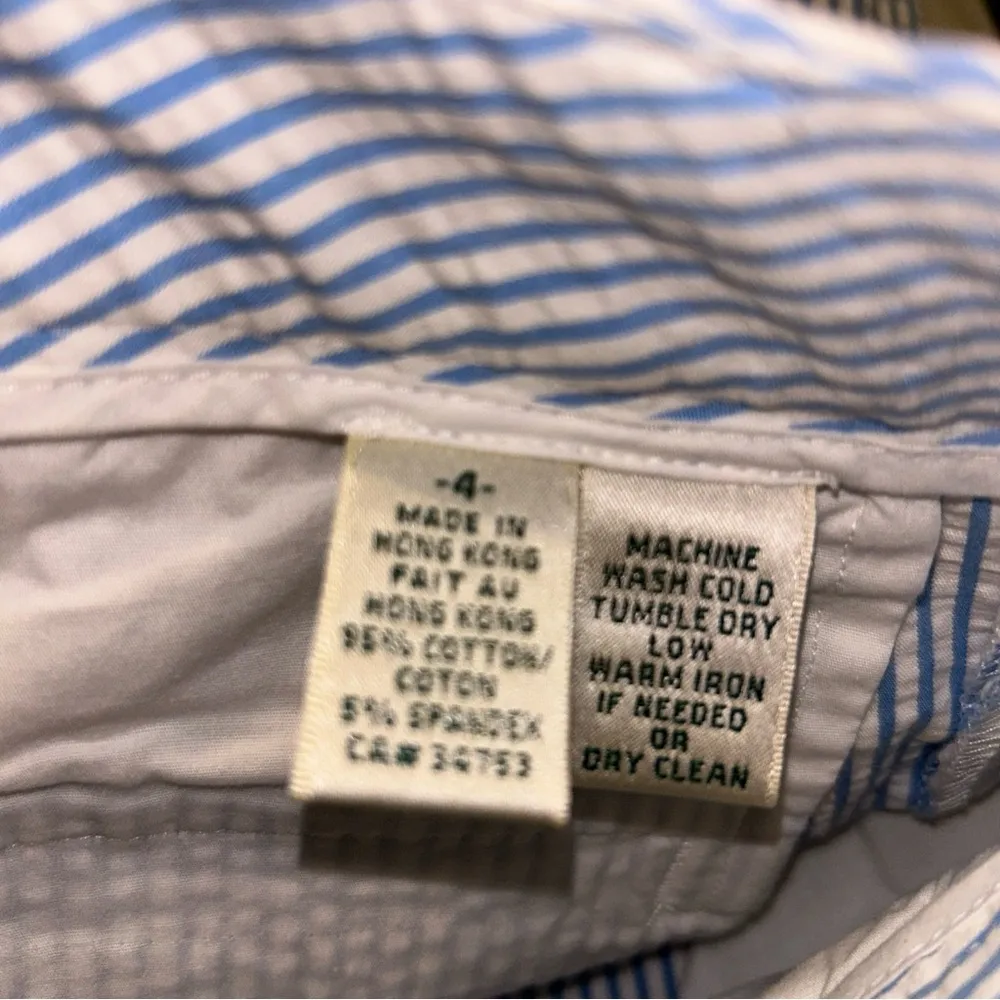 -4-
MADE IN
HONG KONG
FAIT AU
HONG KONG
95% COTTON/
COTON
5% SPANDEX
CA# 34753
MACHINE
WASH COLD
TUMBLE DRY
LOW
WARM IRON
IF NEEDED
OR
DRY CLEAN